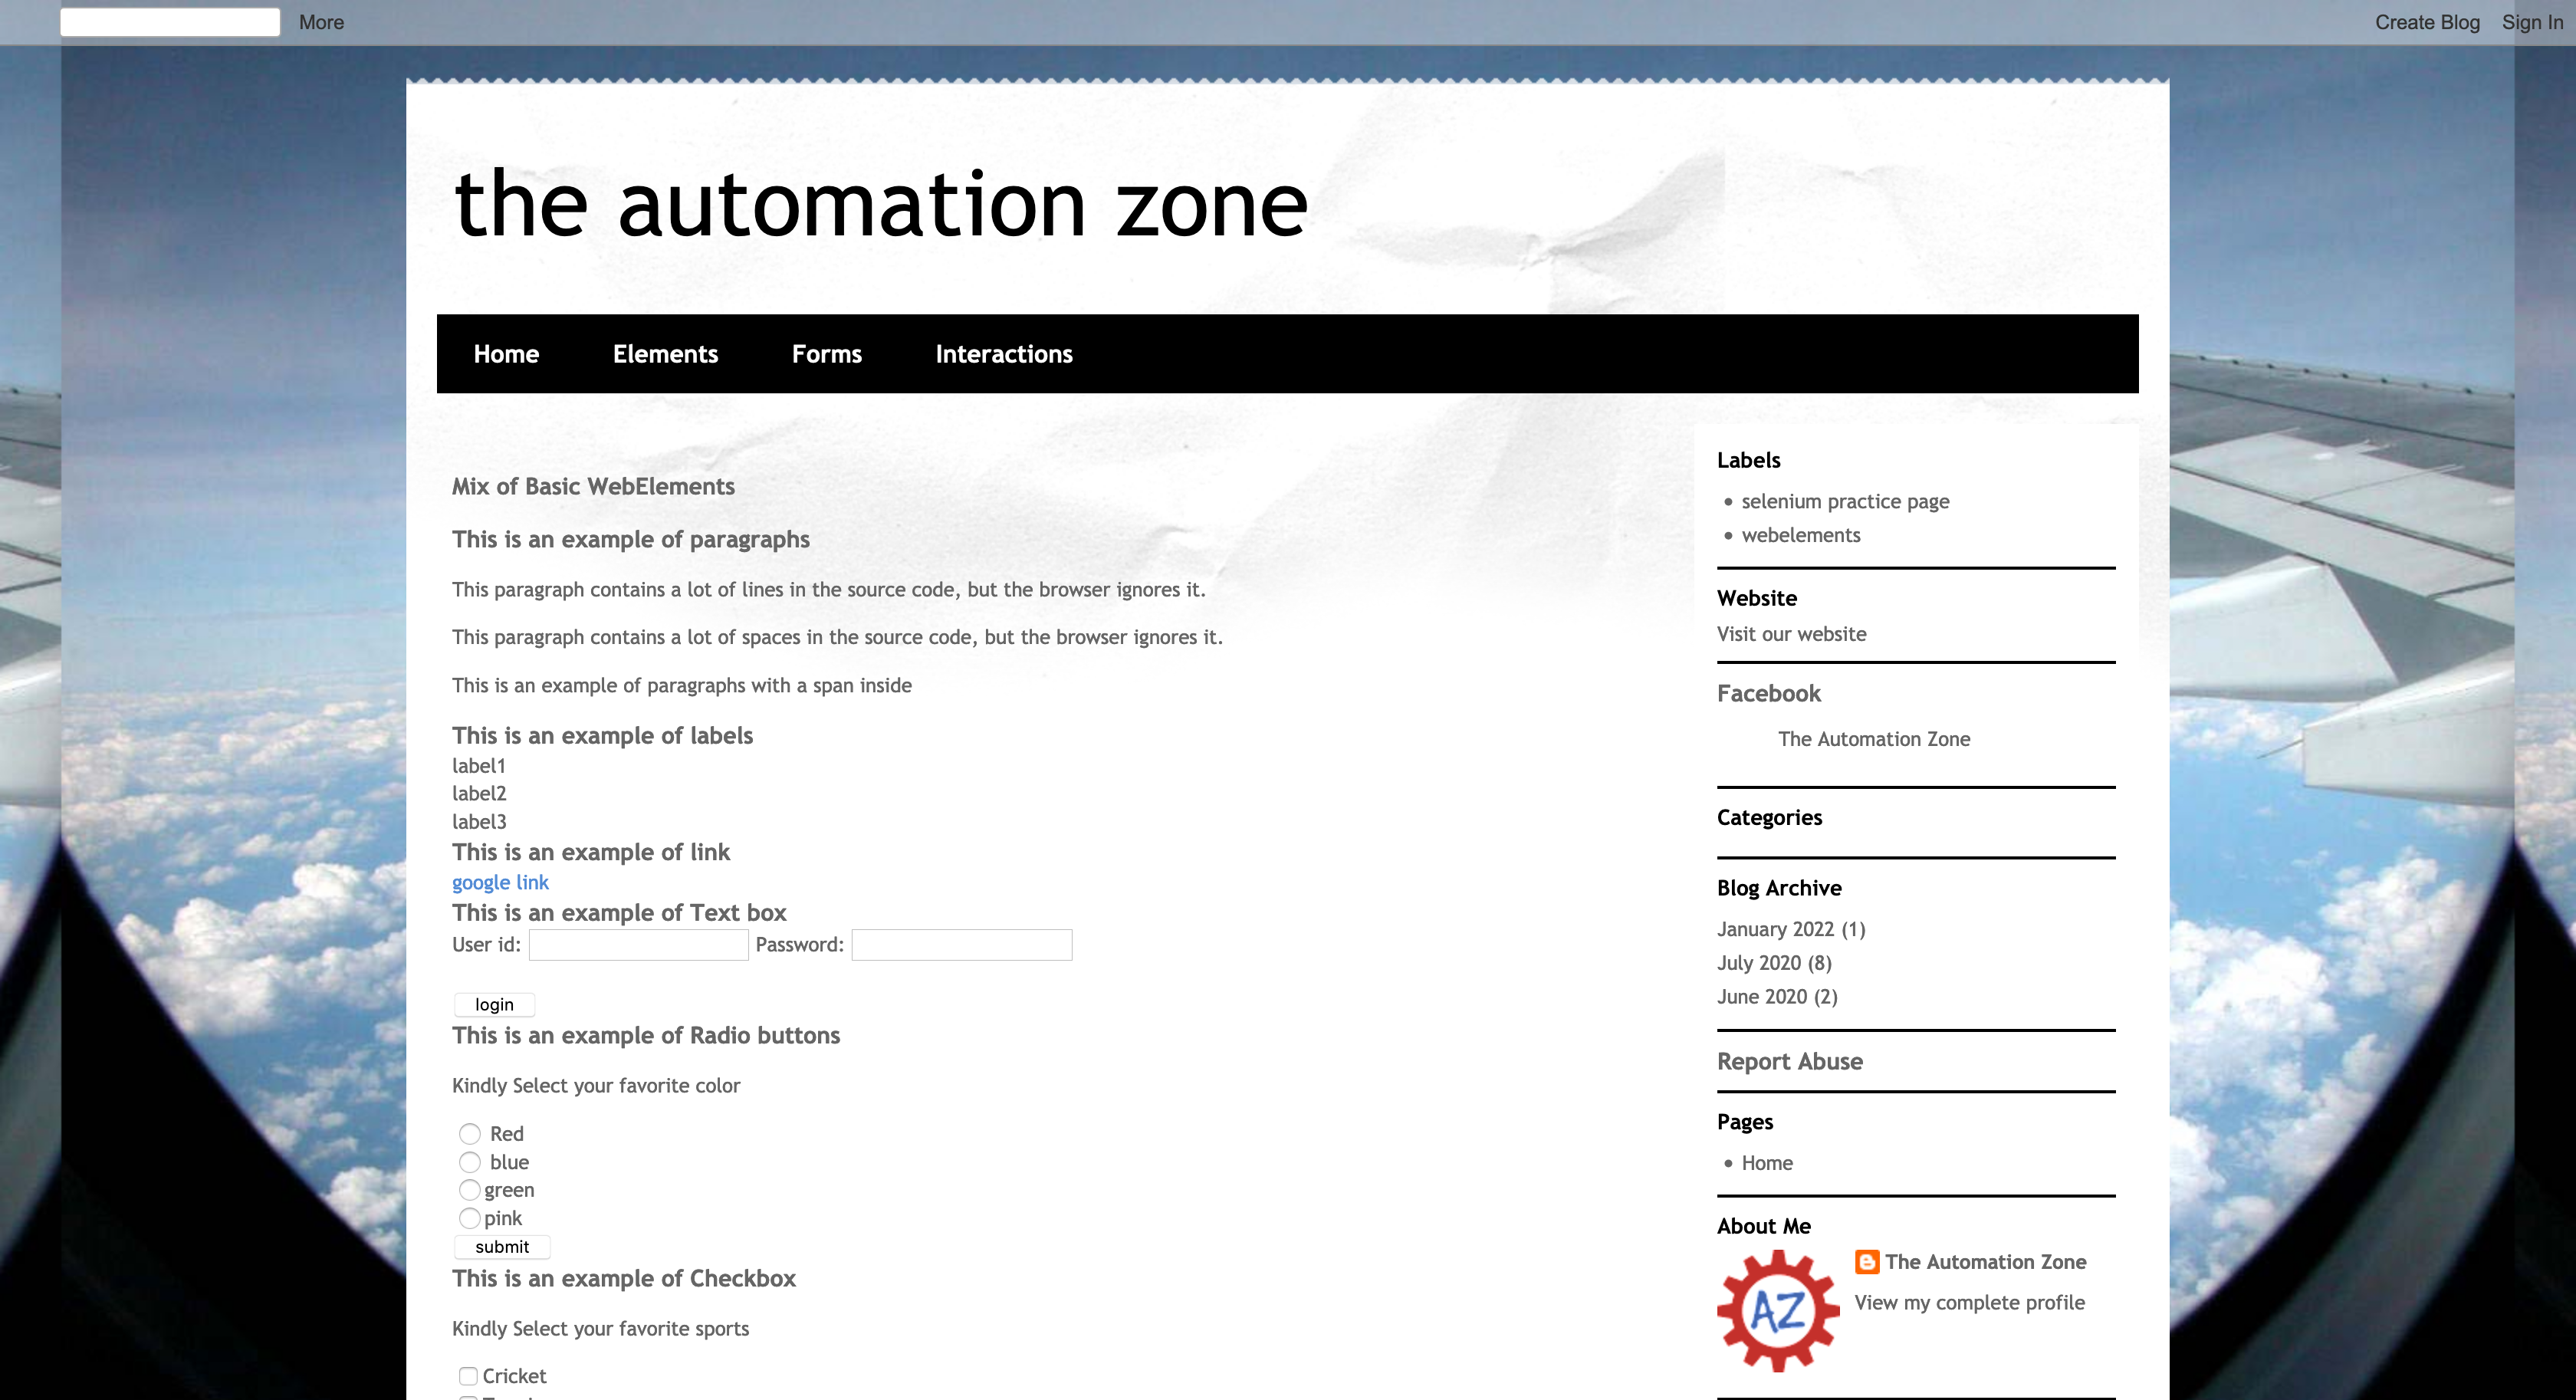 More
Create Blog
Sign In
the automation zone
Home
Elements
Forms
Interactions
Mix of Basic WebElements
This is an example of paragraphs
This paragraph contains a lot of lines in the source code, but the browser ignores it.
This paragraph contains a lot of spaces in the source code, but the browser ignores it.
This is an example of paragraphs with a span inside
This is an example of labels
label1
label2
label3
This is an example of link
google link
This is an example of Text box
User id:
Password:
login
This is an example of Radio buttons
Kindly Select your favorite color
Red
blue
green
pink
submit
This is an example of Checkbox
Kindly Select your favorite sports
Cricket
Labels
selenium practice page
webelements
Website
Visit our website
Facebook
The Automation Zone
Categories
Blog Archive
January 2022 (1)
July 2020 (8)
June 2020 (2)
Report Abuse
Pages
Home
About Me
AZ
The Automation Zone
View my complete profile